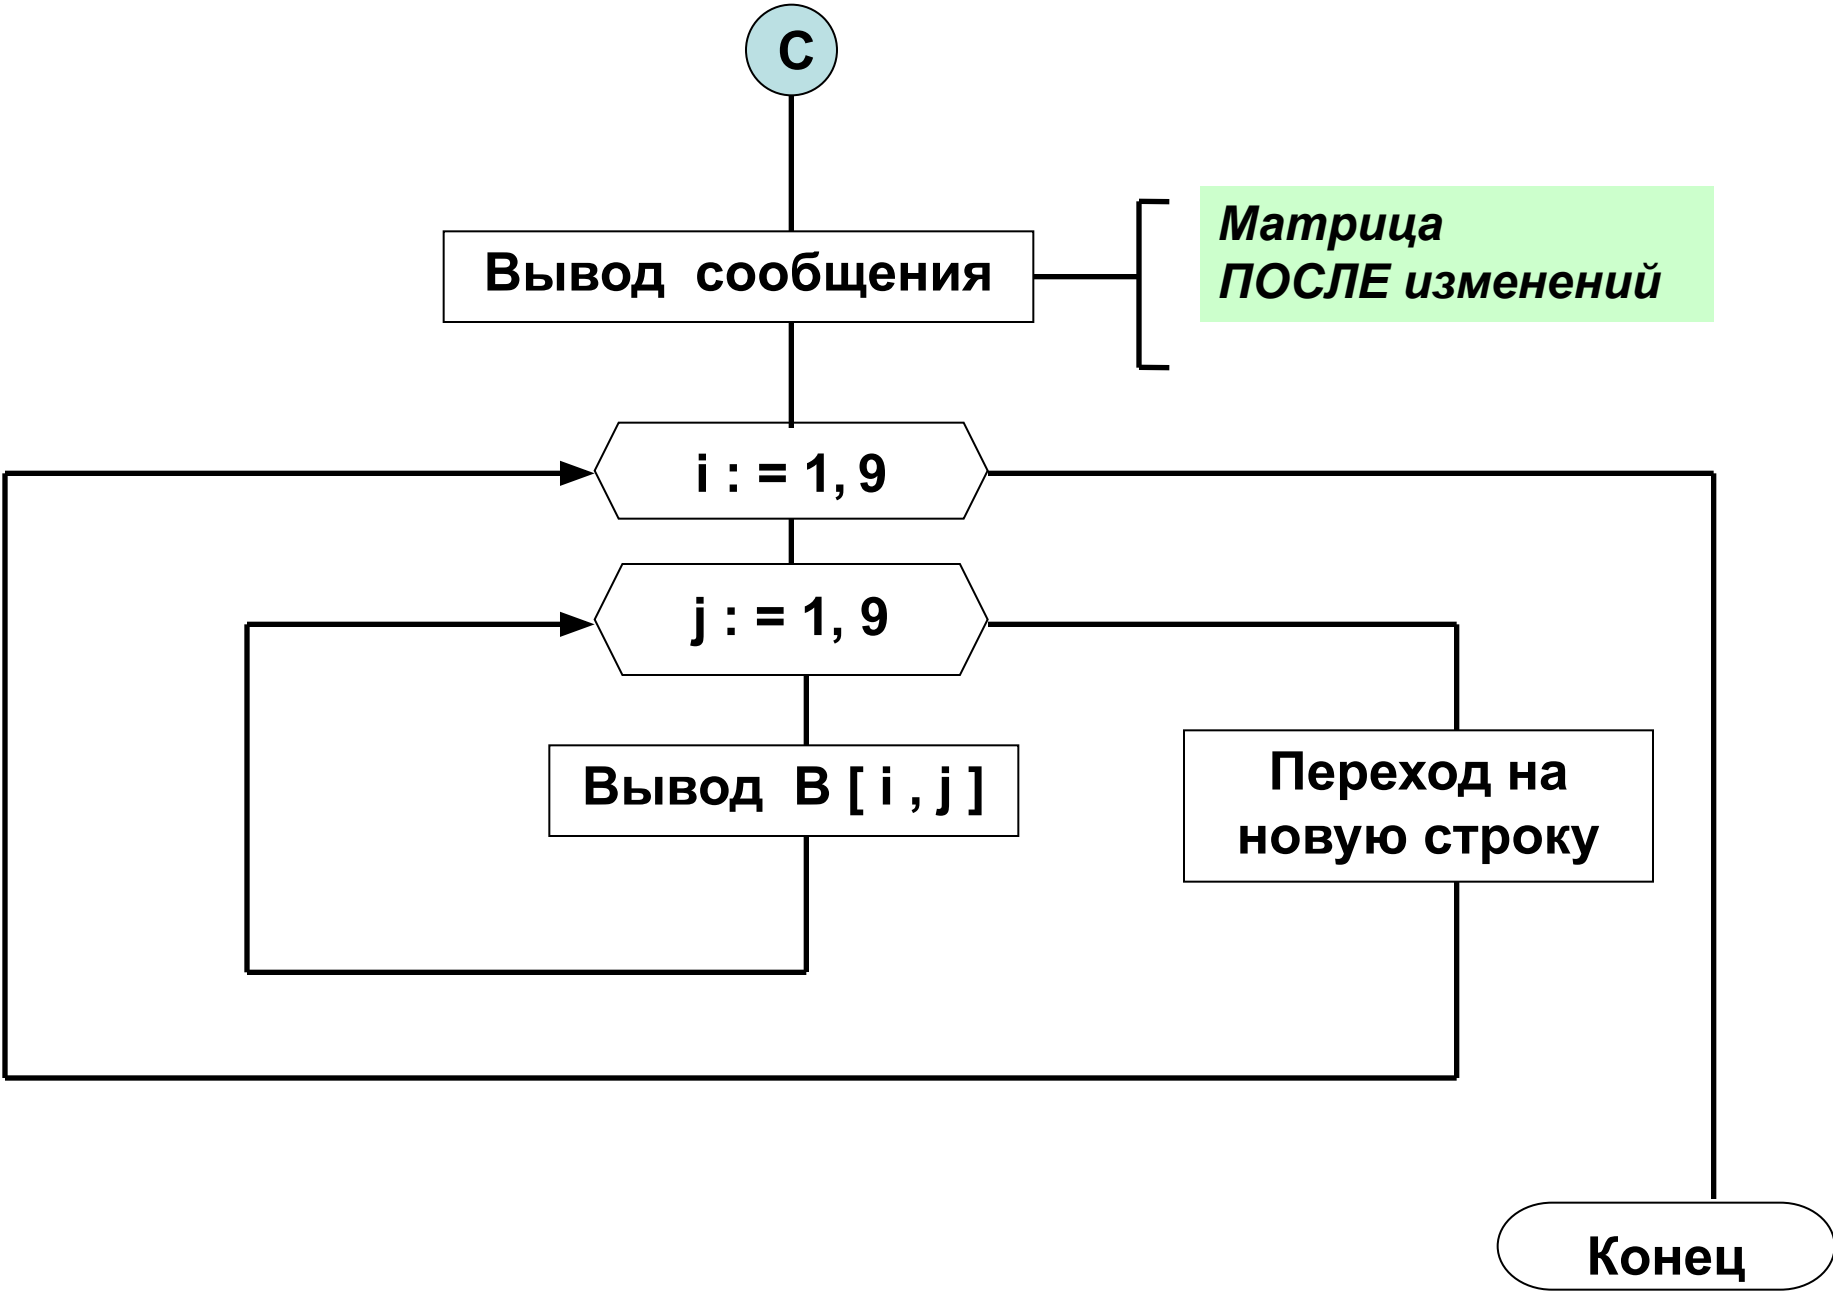 С
Вывод сообщения
Матрица
ПОСЛЕ изменений
i : = 1, 9
j : = 1, 9
Вывод B [ i , j ]
Переход на
новую строку
Конец